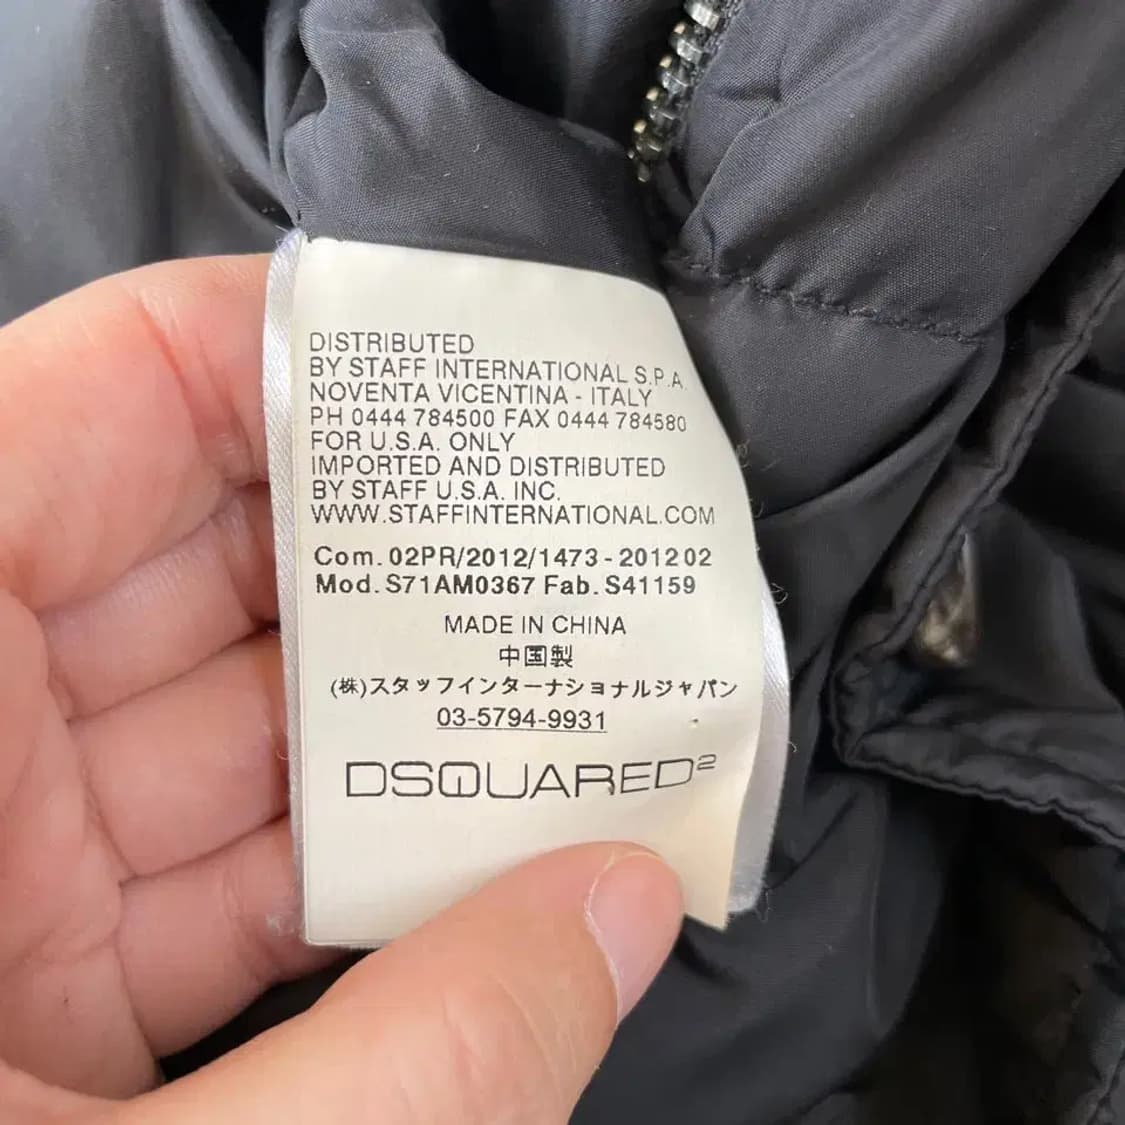 DISTRIBUTED
BY STAFF INTERNATIONAL S.P.A.
NOVENTA VICENTINA - ITALY
PH 0444 784500 FAX 0444 784580
FOR U.S.A. ONLY
IMPORTED AND DISTRIBUTED
BY STAFF U.S.A. INC.
WWW.STAFFINTERNATIONAL.COM
Com. 02PR/2012/1473 - 201202
Mod. S71AM0367 Fab. S41159
MADE IN CHINA
中国製
(株)スタッフインターナショナルジャパン
03-5794-9931
DSQUARED2